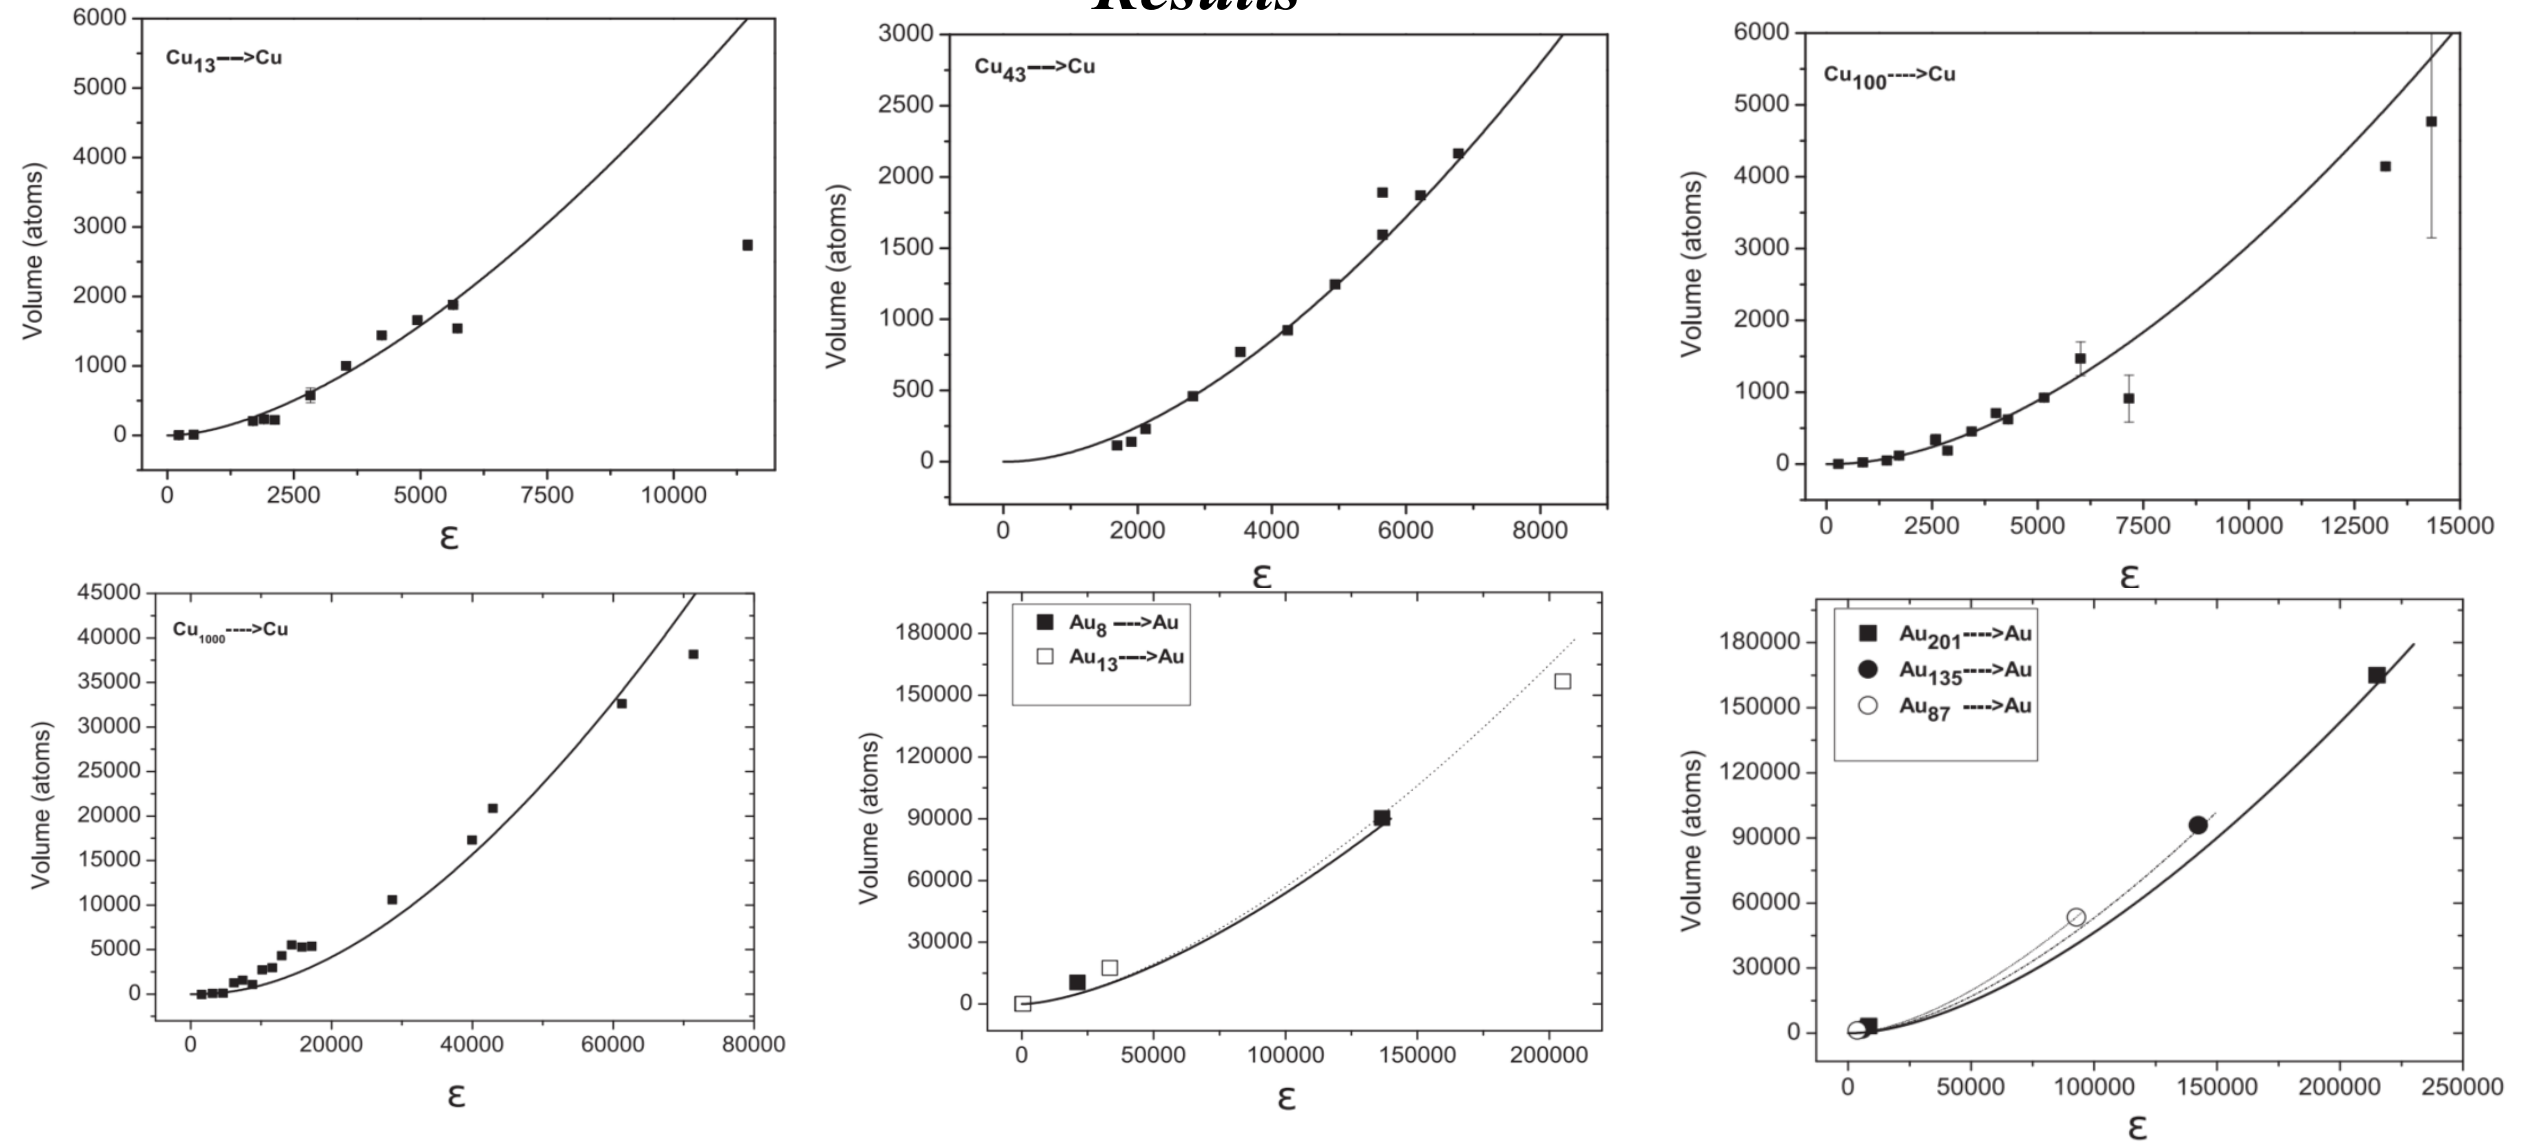 Results
Cu13---->Cu
Volume (atoms)
6000
5000
4000
3000
2000
1000
0
0 2500 5000 7500 10000
ε
Cu43---->Cu
Volume (atoms)
3000
2500
2000
1500
1000
500
0
0 2000 4000 6000 8000
ε
Cu100---->Cu
Volume (atoms)
6000
5000
4000
3000
2000
1000
0
0 2500 5000 7500 10000 12500 15000
ε
Cu1000---->Cu
Volume (atoms)
45000
40000
35000
30000
25000
20000
15000
10000
5000
0
0 20000 40000 60000 80000
ε
Au8 ---->Au
Au13---->Au
Volume (atoms)
180000
150000
120000
90000
60000
30000
0
0 50000 100000 150000 200000
ε
Au201---->Au
Au135---->Au
Au87 ---->Au
Volume (atoms)
180000
150000
120000
90000
60000
30000
0
0 50000 100000 150000 200000 250000
ε